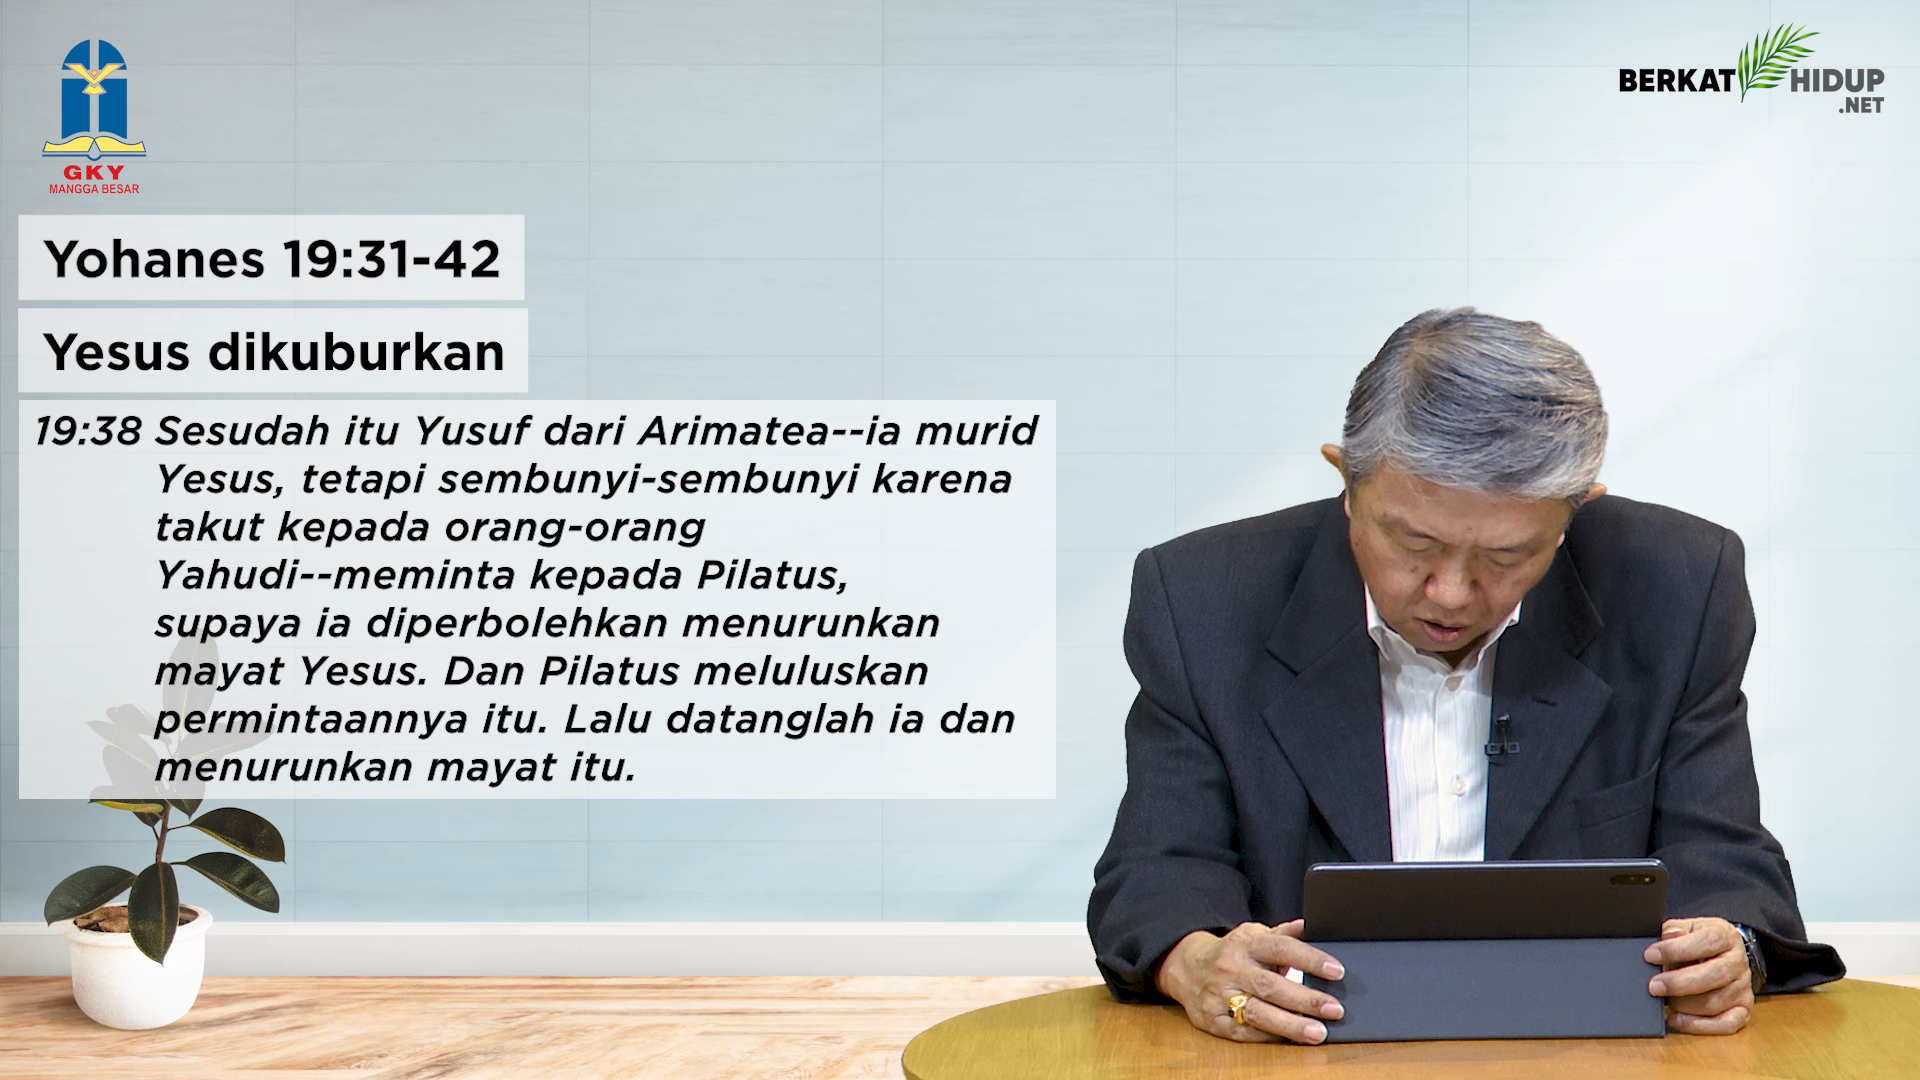 GKY
MANGGA BESAR
BERKAT HIDUP
.NET
Yohanes 19:31-42
Yesus dikuburkan
19:38 Sesudah itu Yusuf dari Arimatea--ia murid
Yesus, tetapi sembunyi-sembunyi karena
takut kepada orang-orang
Yahudi--meminta kepada Pilatus,
supaya ia diperbolehkan menurunkan
mayat Yesus. Dan Pilatus meluluskan
permintaannya itu. Lalu datanglah ia dan
menurunkan mayat itu.